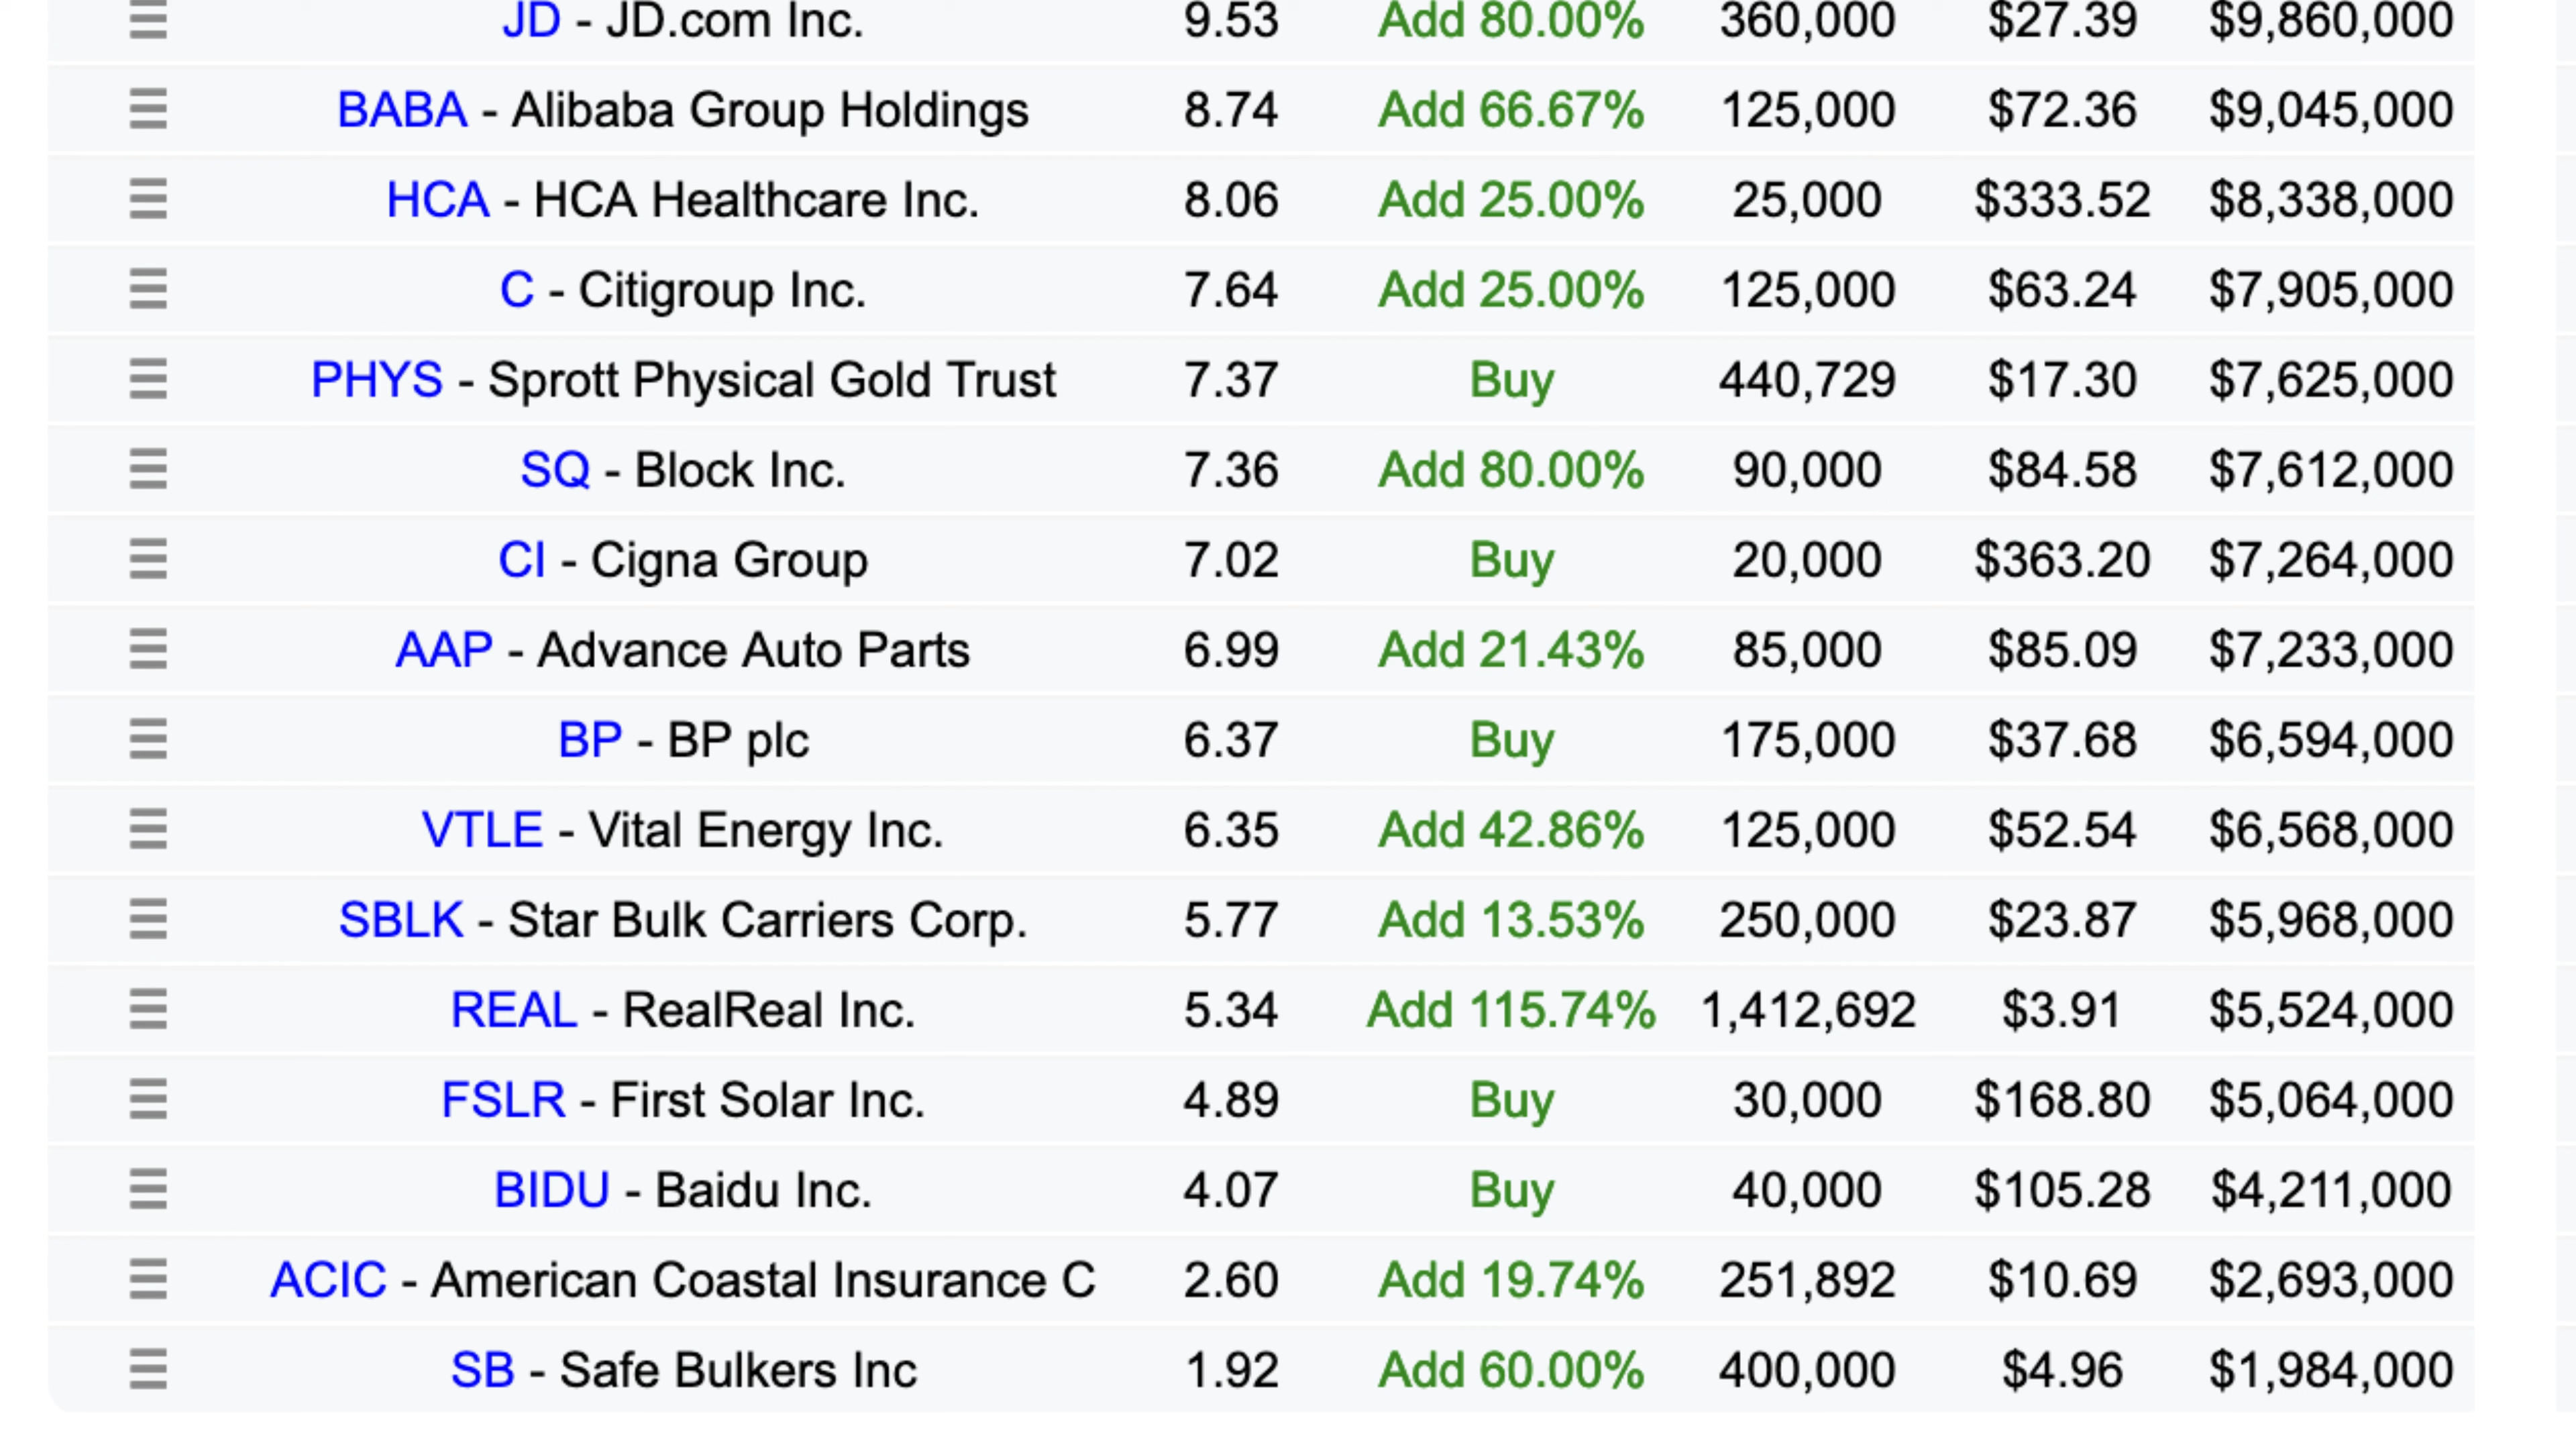 JD - JD.com Inc. 9.53 Add 80.00% 360,000 $27.39 $9,860,000
BABA - Alibaba Group Holdings 8.74 Add 66.67% 125,000 $72.36 $9,045,000
HCA - HCA Healthcare Inc. 8.06 Add 25.00% 25,000 $333.52 $8,338,000
C - Citigroup Inc. 7.64 Add 25.00% 125,000 $63.24 $7,905,000
PHYS - Sprott Physical Gold Trust 7.37 Buy 440,729 $17.30 $7,625,000
SQ - Block Inc. 7.36 Add 80.00% 90,000 $84.58 $7,612,000
CI - Cigna Group 7.02 Buy 20,000 $363.20 $7,264,000
AAP - Advance Auto Parts 6.99 Add 21.43% 85,000 $85.09 $7,233,000
BP - BP plc 6.37 Buy 175,000 $37.68 $6,594,000
VTLE - Vital Energy Inc. 6.35 Add 42.86% 125,000 $52.54 $6,568,000
SBLK - Star Bulk Carriers Corp. 5.77 Add 13.53% 250,000 $23.87 $5,968,000
REAL - RealReal Inc. 5.34 Add 115.74% 1,412,692 $3.91 $5,524,000
FSLR - First Solar Inc. 4.89 Buy 30,000 $168.80 $5,064,000
BIDU - Baidu Inc. 4.07 Buy 40,000 $105.28 $4,211,000
ACIC - American Coastal Insurance C 2.60 Add 19.74% 251,892 $10.69 $2,693,000
SB - Safe Bulkers Inc 1.92 Add 60.00% 400,000 $4.96 $1,984,000